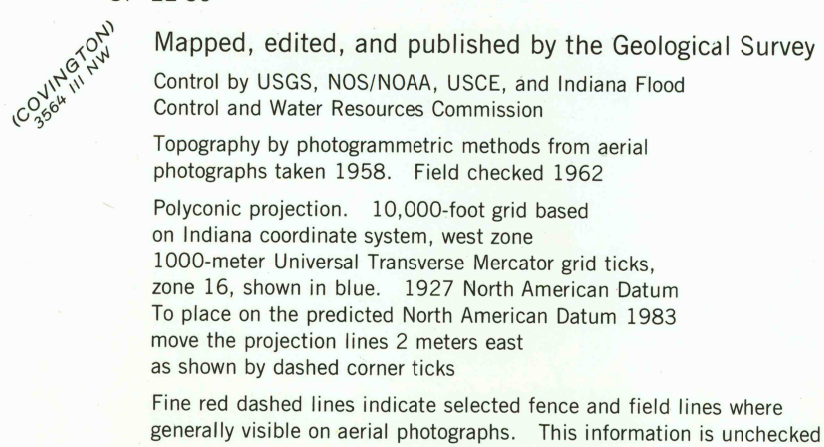 (COVINGTON)
3564 III NW
Mapped, edited, and published by the Geological Survey
Control by USGS, NOS/NOAA, USCE, and Indiana Flood
Control and Water Resources Commission
Topography by photogrammetric methods from aerial
photographs taken 1958. Field checked 1962
Polyconic projection. 10,000-foot grid based
on Indiana coordinate system, west zone
1000-meter Universal Transverse Mercator grid ticks,
zone 16, shown in blue. 1927 North American Datum
To place on the predicted North American Datum 1983
move the projection lines 2 meters east
as shown by dashed corner ticks
Fine red dashed lines indicate selected fence and field lines where
generally visible on aerial photographs. This information is unchecked